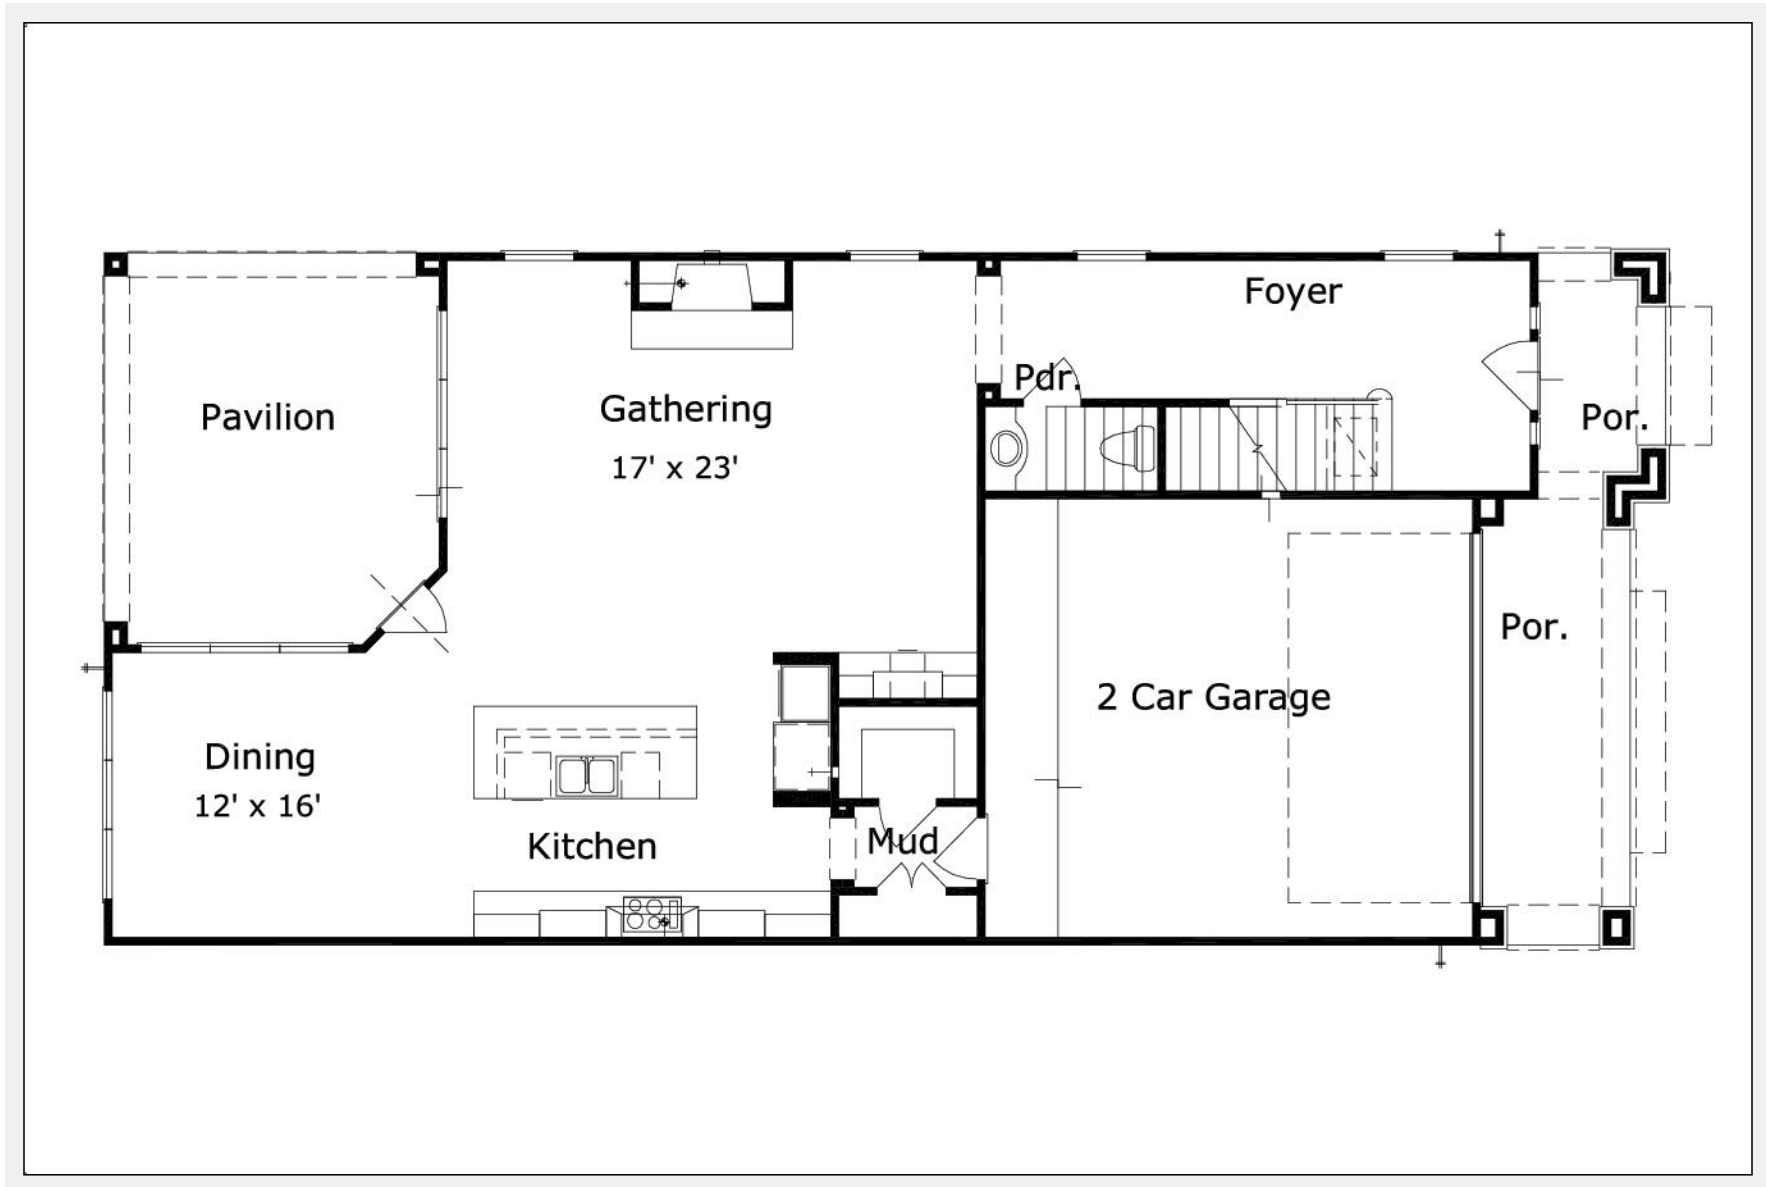 Foyer
Pdr.
Pavilion
Gathering
17' x 23'
Por.
Por.
2 Car Garage
Dining
12' x 16'
Kitchen
Mud